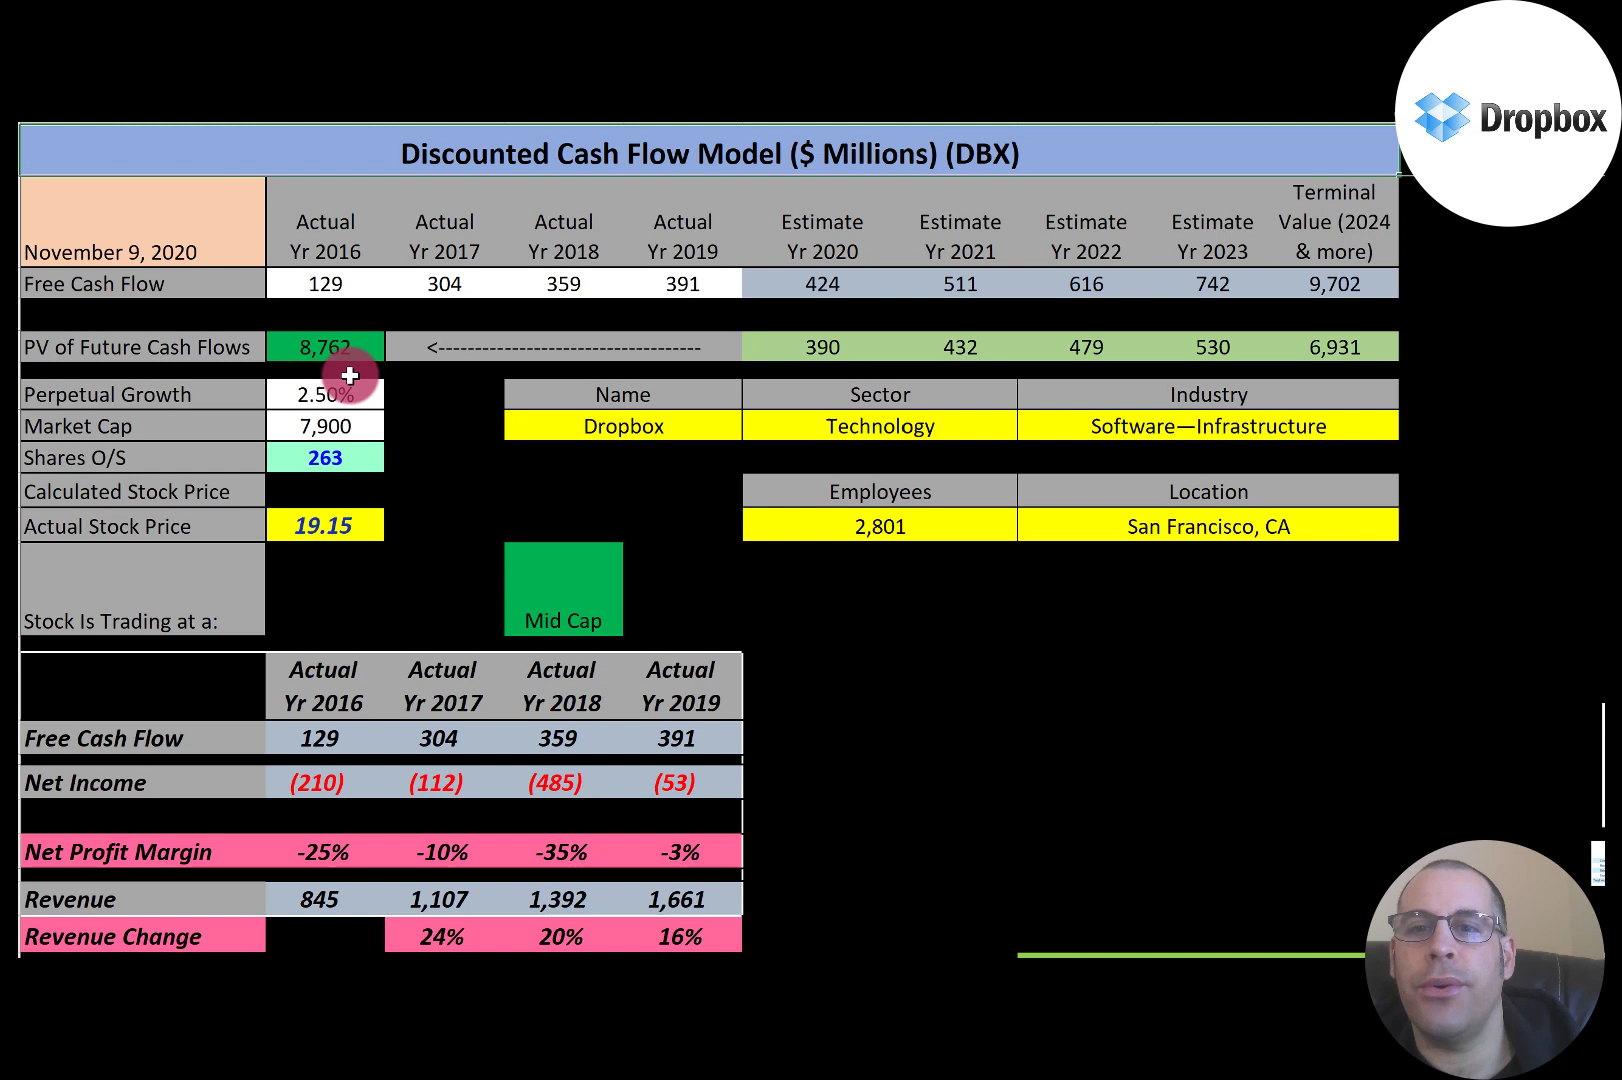 Dropbox
Discounted Cash Flow Model ($ Millions) (DBX)
November 9, 2020 Actual Yr 2016 Actual Yr 2017 Actual Yr 2018 Actual Yr 2019 Estimate Yr 2020 Estimate Yr 2021 Estimate Yr 2022 Estimate Yr 2023 Terminal Value (2024 & more)
Free Cash Flow 129 304 359 391 424 511 616 742 9,702
PV of Future Cash Flows 8,762 <--------------------------------- 390 432 479 530 6,931
Perpetual Growth 2.50% Name Sector Industry
Market Cap 7,900 Dropbox Technology Software—Infrastructure
Shares O/S 263
Calculated Stock Price Employees Location
Actual Stock Price 19.15 2,801 San Francisco, CA
Stock Is Trading at a: Mid Cap
Actual Yr 2016 Actual Yr 2017 Actual Yr 2018 Actual Yr 2019
Free Cash Flow 129 304 359 391
Net Income (210) (112) (485) (53)
Net Profit Margin -25% -10% -35% -3%
Revenue 845 1,107 1,392 1,661
Revenue Change 24% 20% 16%